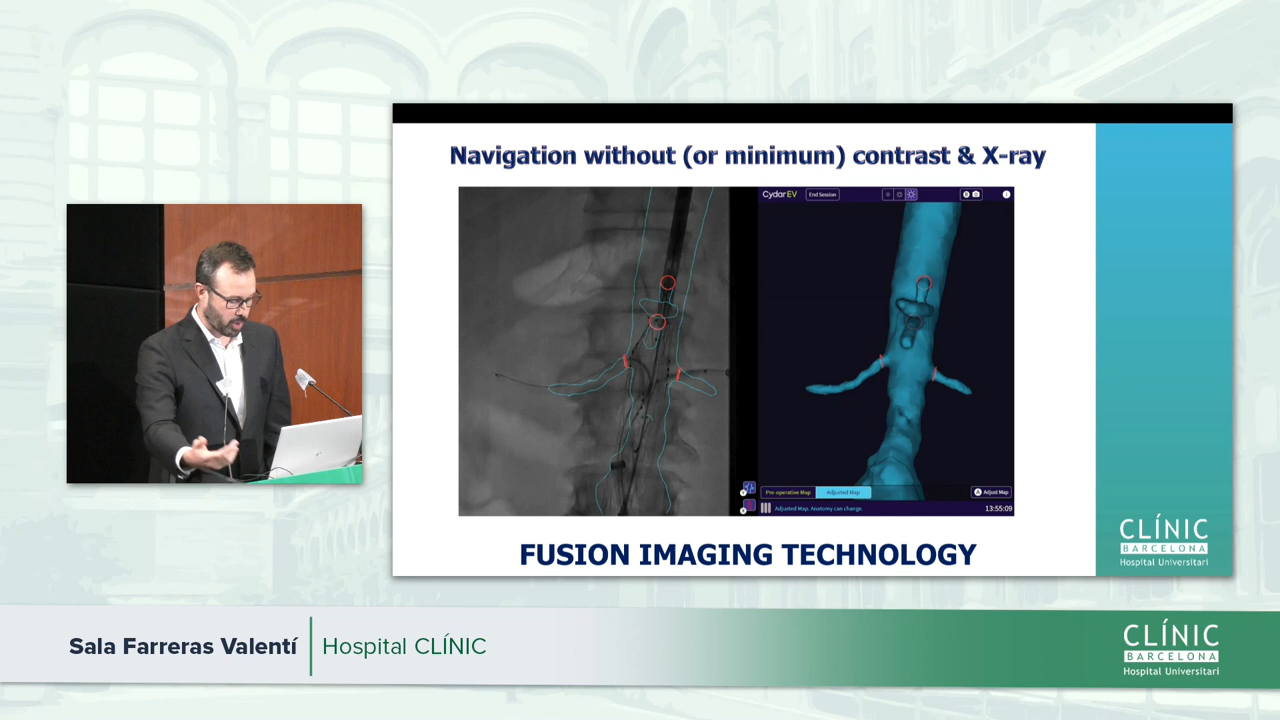 Navigation without (or minimum) contrast & X-ray
Cydar EV
End Session
Pre-operative Map
Adjusted Map
Adjust Map
Adjusted Map. Anatomy can change.
13:55:09
FUSION IMAGING TECHNOLOGY
CLÍNIC
BARCELONA
Hospital Universitari
Sala Farreras Valentí
Hospital CLÍNIC
CLÍNIC
BARCELONA
Hospital Universitari